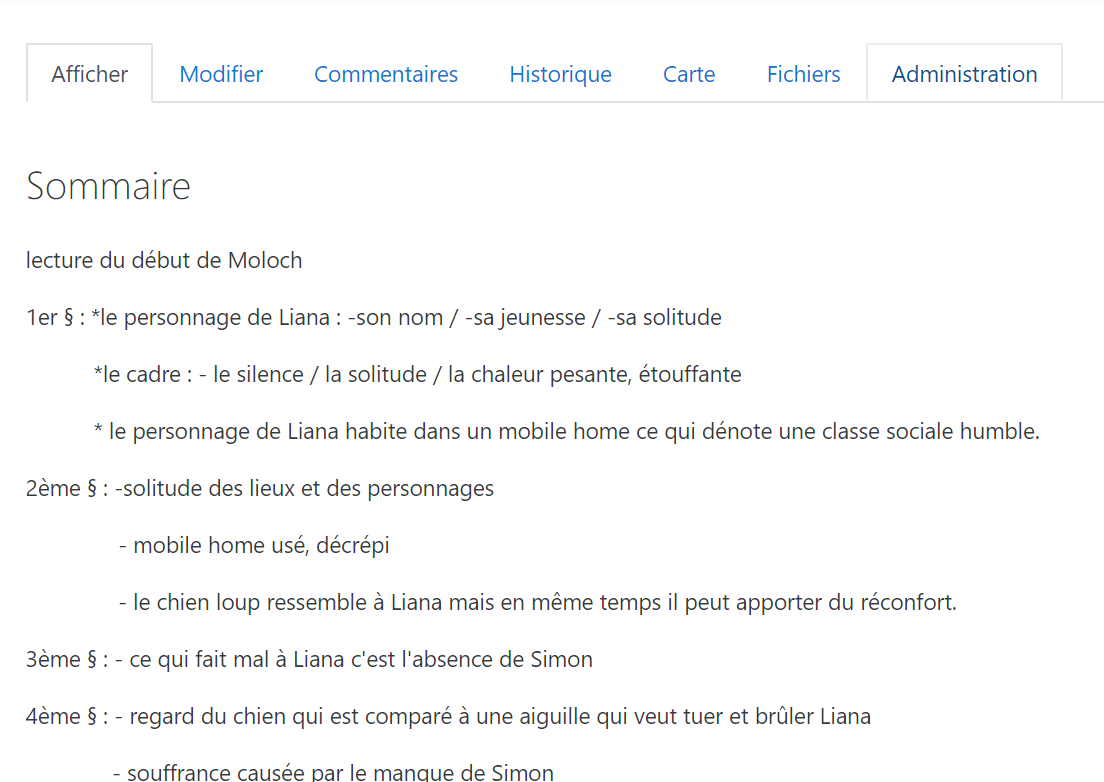 Afficher Modifier Commentaires Historique Carte Fichiers Administration
Sommaire
lecture du début de Moloch
1er § : *le personnage de Liana : -son nom / -sa jeunesse / -sa solitude
*le cadre : - le silence / la solitude / la chaleur pesante, étouffante
* le personnage de Liana habite dans un mobile home ce qui dénote une classe sociale humble.
2ème § : -solitude des lieux et des personnages
- mobile home usé, décrépi
- le chien loup ressemble à Liana mais en même temps il peut apporter du réconfort.
3ème § : - ce qui fait mal à Liana c'est l'absence de Simon
4ème § : - regard du chien qui est comparé à une aiguille qui veut tuer et brûler Liana
- souffrance causée par le manque de Simon